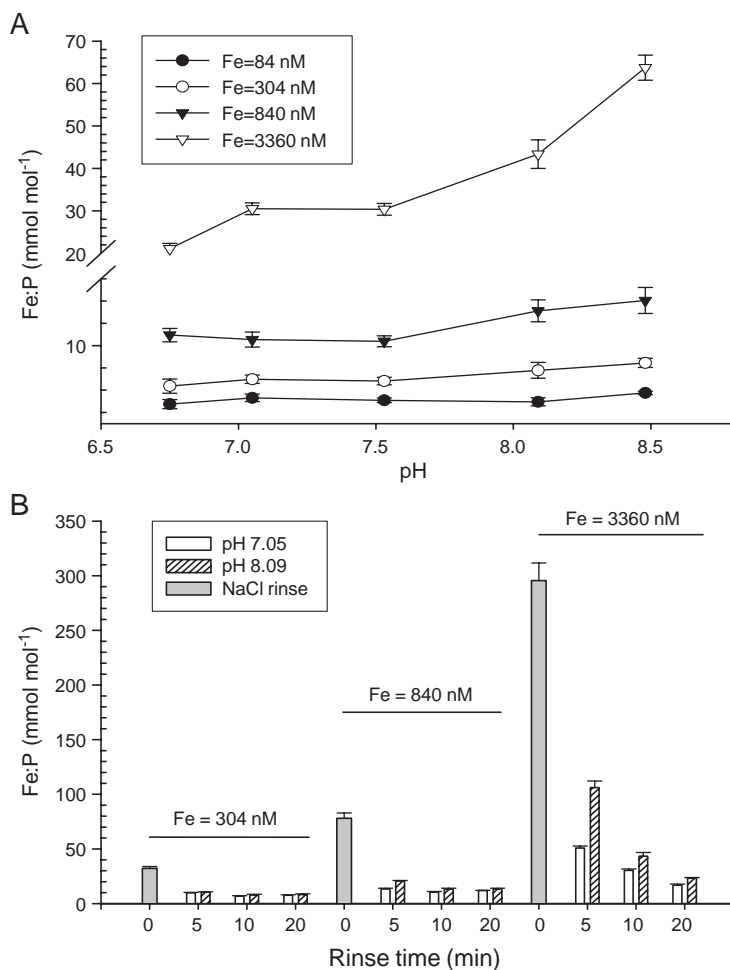 A
Fe:P (mmol mol⁻¹)
70
60
50
40
30
20
10
Fe=84 nM
Fe=304 nM
Fe=840 nM
Fe=3360 nM
6.5 7.0 7.5 8.0 8.5
pH
B
Fe:P (mmol mol⁻¹)
350
300
250
200
150
100
50
0
pH 7.05
pH 8.09
NaCl rinse
Fe = 304 nM
Fe = 840 nM
Fe = 3360 nM
0 5 10 20 0 5 10 20 0 5 10 20
Rinse time (min)